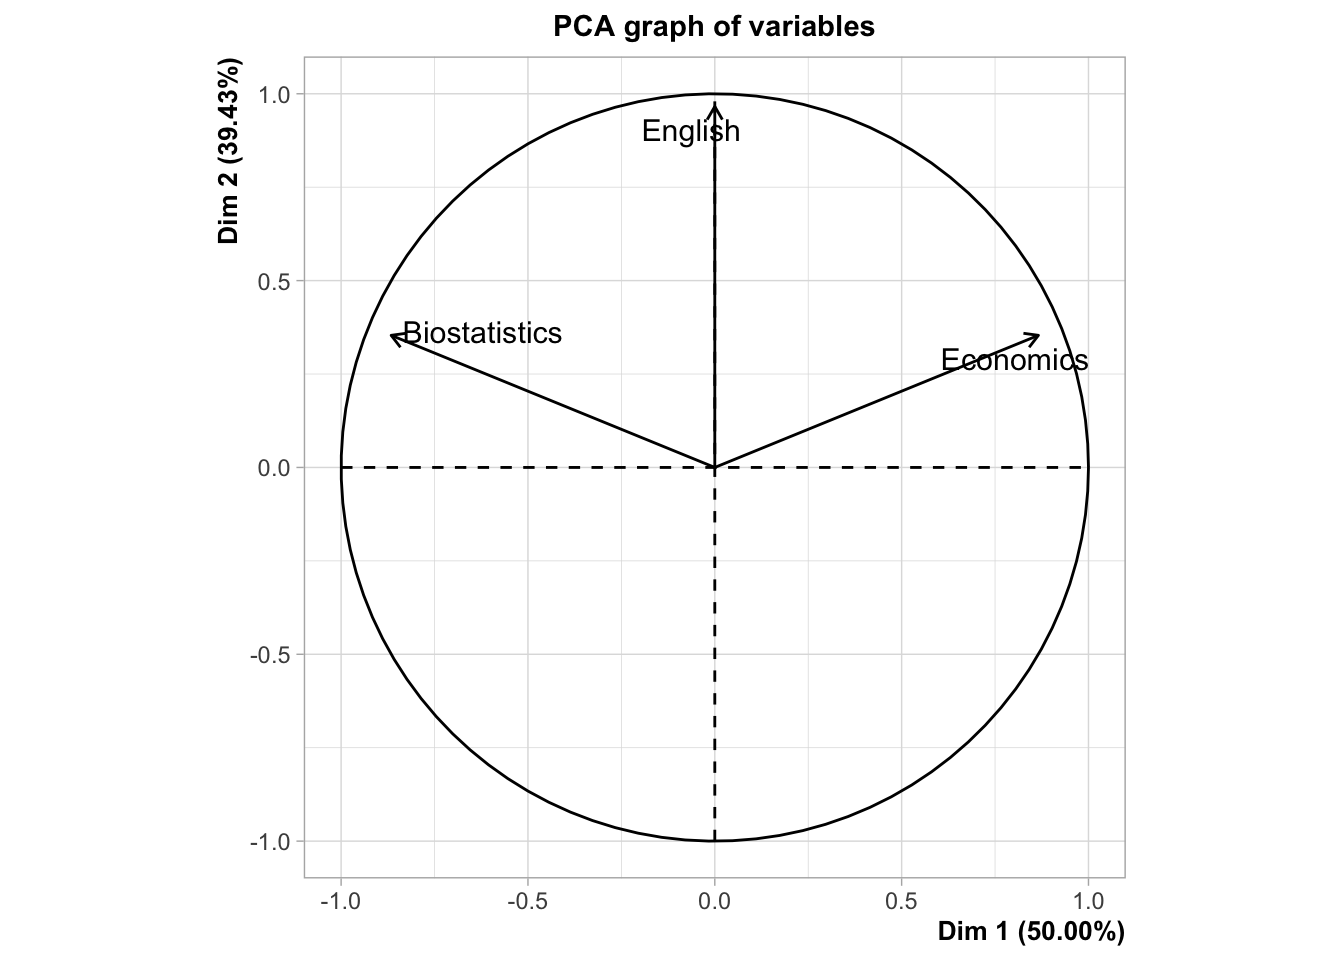 PCA graph of variables
Dim 2 (39.43%)
1.0
English
0.5
Biostatistics
Economics
0.0
-0.5
-1.0
-1.0 -0.5 0.0 0.5 1.0
Dim 1 (50.00%)